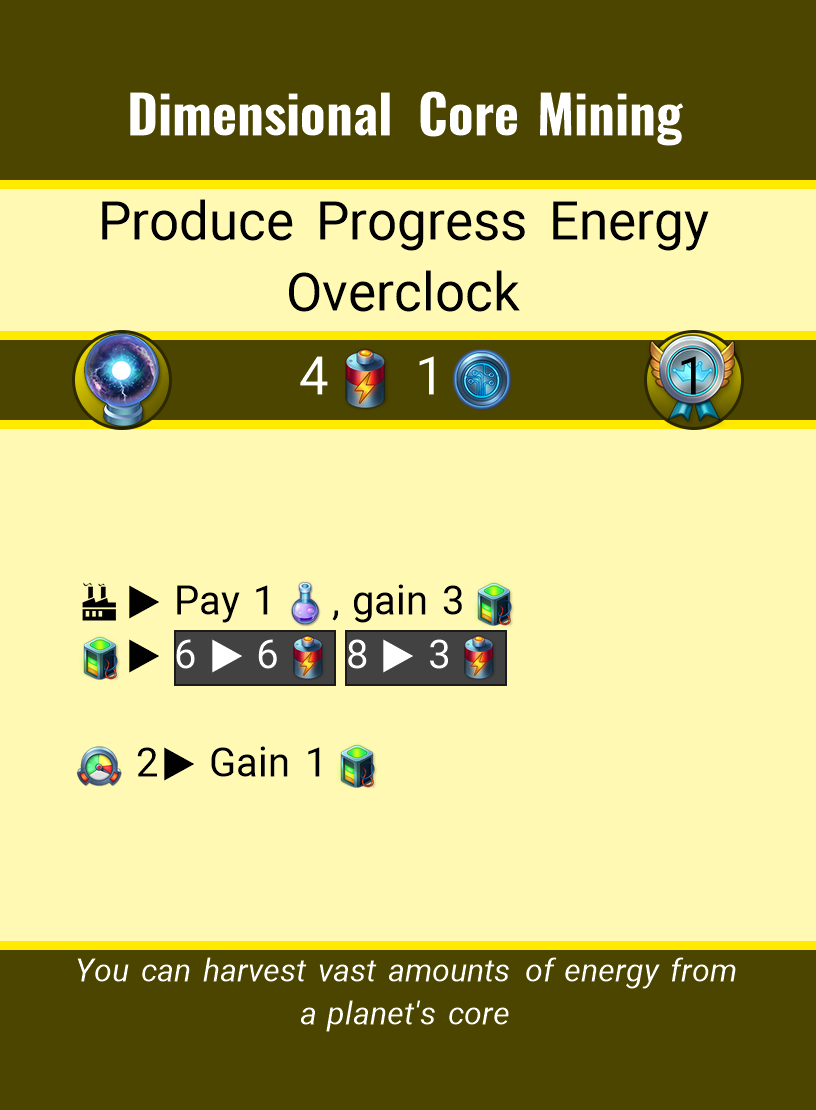 Dimensional Core Mining
Produce Progress Energy
Overclock
4 1 1
▶ Pay 1 , gain 3
▶ 6 ▶ 6 8 ▶ 3
2▶ Gain 1
You can harvest vast amounts of energy from
a planet's core